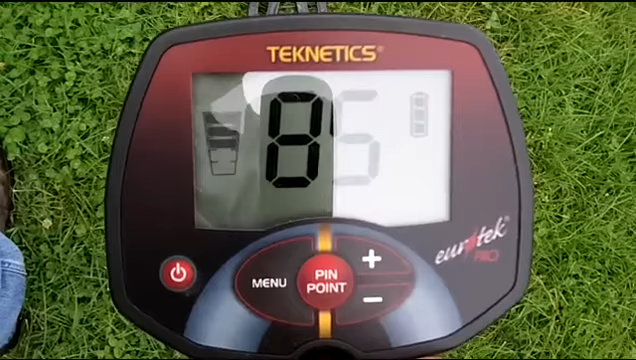 TEKNETICS®
85
eurotek®
PRO
MENU
PIN
POINT
+
−